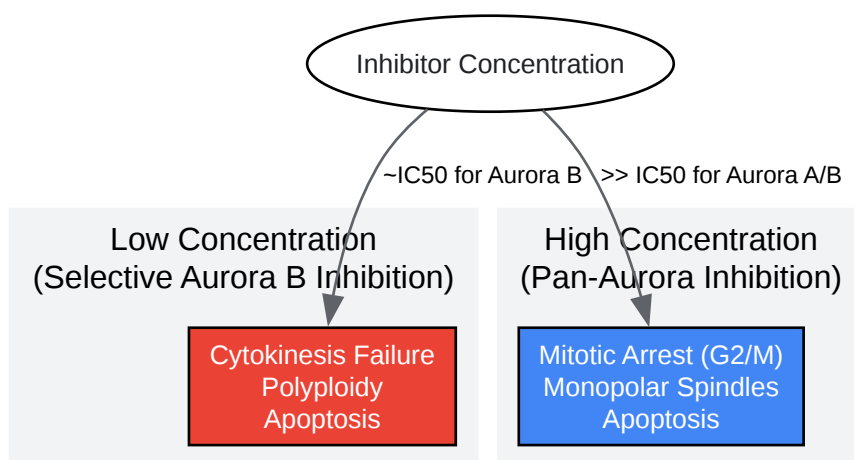 Inhibitor Concentration
~IC50 for Aurora B
>> IC50 for Aurora A/B
Low Concentration
(Selective Aurora B Inhibition)
High Concentration
(Pan-Aurora Inhibition)
Cytokinesis Failure
Polyploidy
Apoptosis
Mitotic Arrest (G2/M)
Monopolar Spindles
Apoptosis